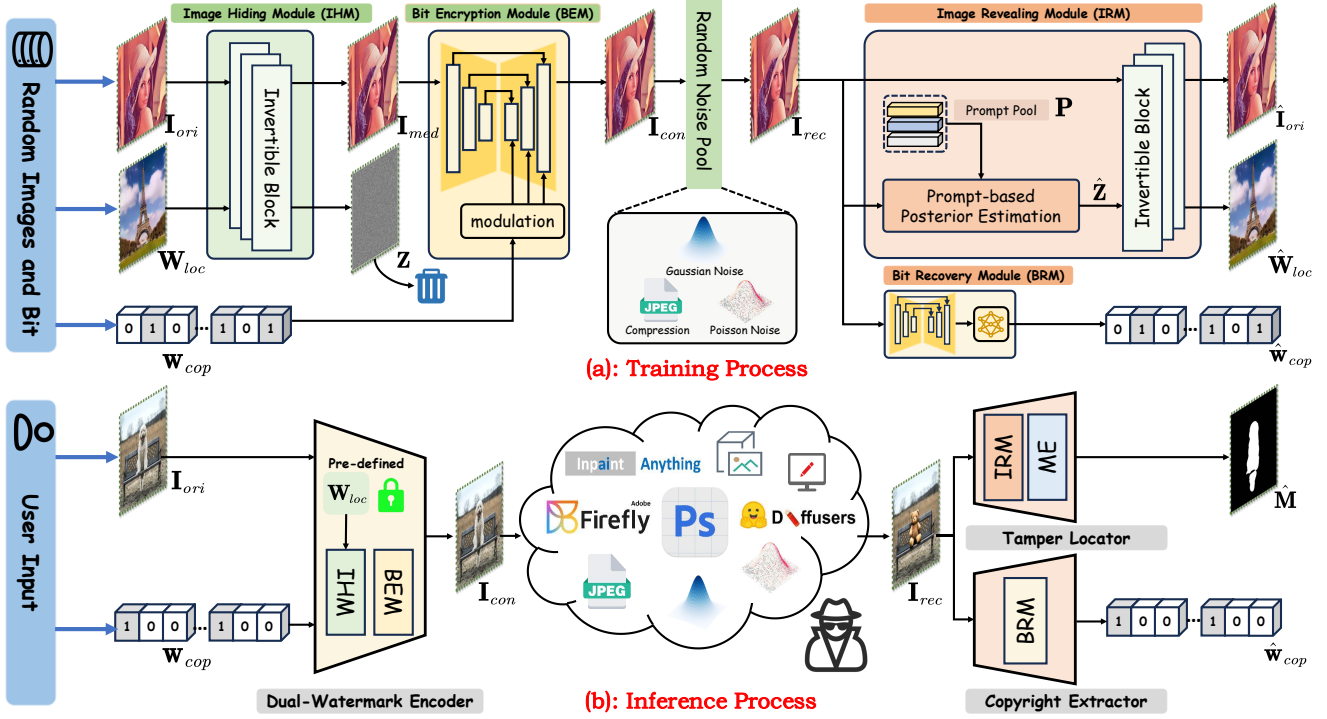 Image Hiding Module (IHM)
Bit Encryption Module (BEM)
Image Revealing Module (IRM)
Random Images and Bit
Invertible Block
I_ori
I_med
I_con
Random Noise Pool
I_rec
Prompt Pool P
Prompt-based
Posterior Estimation
Ẑ
Invertible Block
Î_ori
W_loc
Z
modulation
Gaussian Noise
JPEG
Compression
Poisson Noise
Ŵ_loc
Bit Recovery Module (BRM)
0 1 0 ... 1 0 1
w_cop
0 1 0 ... 1 0 1
ŵ_cop
(a): Training Process
User Input
I_ori
Pre-defined
W_loc
IHM
BEM
I_con
Inpaint Anything
Adobe
Firefly
Ps
Diffusers
JPEG
I_rec
IRM
ME
M̂
Tamper Locator
1 0 0 ... 1 0 0
w_cop
BRM
1 0 0 ... 1 0 0
ŵ_cop
Dual-Watermark Encoder
(b): Inference Process
Copyright Extractor